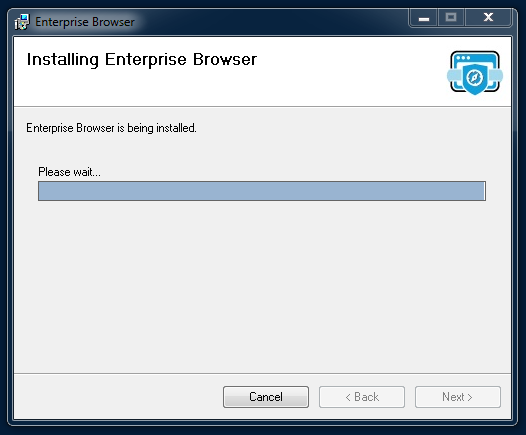 Enterprise Browser
Installing Enterprise Browser
Enterprise Browser is being installed.
Please wait...
Cancel
< Back
Next >